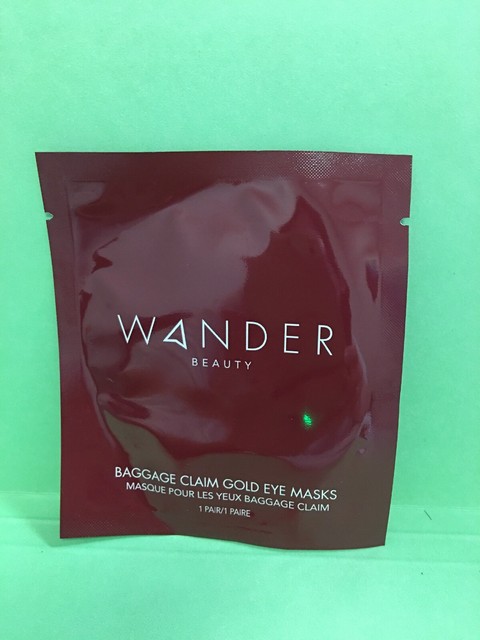 WANDER
BEAUTY
BAGGAGE CLAIM GOLD EYE MASKS
MASQUE POUR LES YEUX BAGGAGE CLAIM
1 PAIR/1 PAIRE